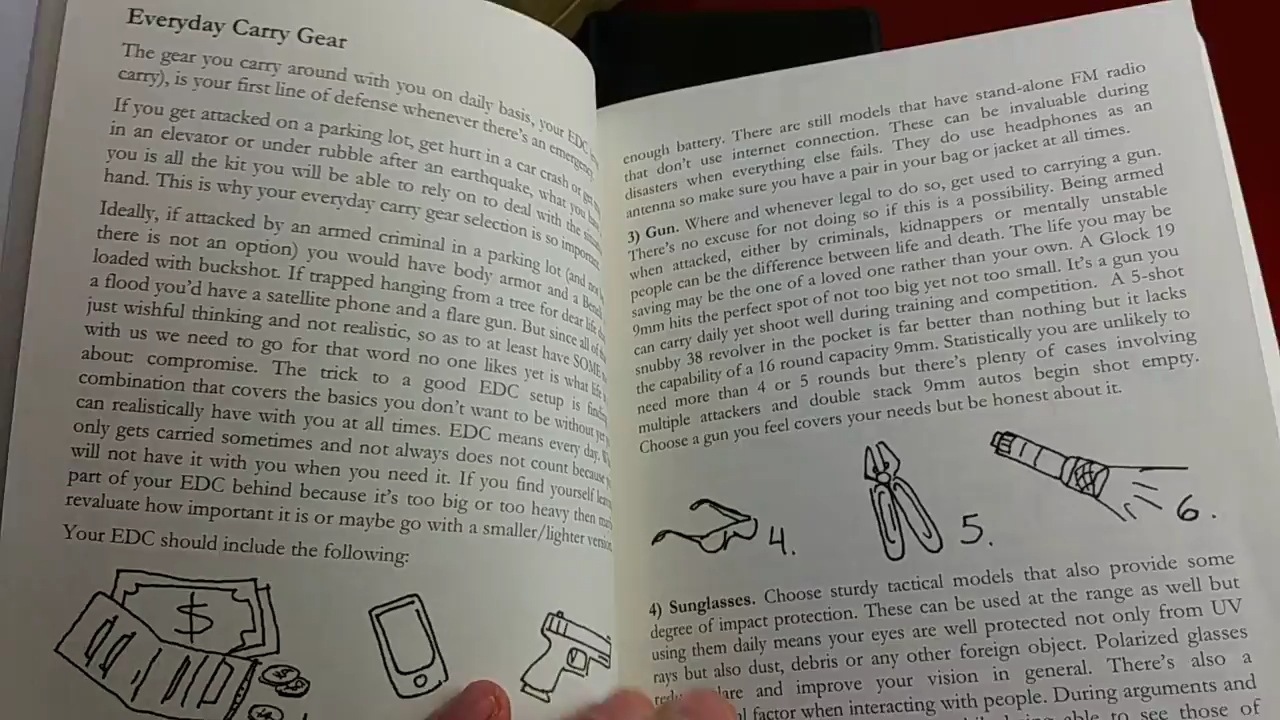 Everyday Carry Gear
The gear you carry around with you on daily basis, your EDC
carry), is your first line of defense whenever there's an emergency.
If you get attacked on a parking lot, get hurt in a car crash or get
in an elevator or under rubble after an earthquake, what you
you is all the kit you will be able to rely on to deal with the
hand. This is why your everyday carry gear selection is so
Ideally, if attacked by an armed criminal in a parking lot (and
there is not an option) you would have body armor and a
loaded with buckshot. If trapped hanging from a tree for dear life
a flood you'd have a satellite phone and a flare gun. But since all of
just wishful thinking and not realistic, so as to at least have SOME
with us we need to go for that word no one likes yet is what
about: compromise. The trick to a good EDC setup is
combination that covers the basics you don't want to be without
can realistically have with you at all times. EDC means every day.
only gets carried sometimes and not always does not count because
will not have it with you when you need it. If you find yourself
part of your EDC behind because it's too big or too heavy then
revaluate how important it is or maybe go with a smaller/lighter
Your EDC should include the following:
$
enough battery. There are still models that have stand-alone FM radio
that don't use internet connection. These can be invaluable during
disasters when everything else fails. They do use headphones as an
antenna so make sure you have a pair in your bag or jacket at all times.
3) Gun. Where and whenever legal to do so, get used to carrying a gun.
There's no excuse for not doing so if this is a possibility. Being armed
when attacked, either by criminals, kidnappers or mentally unstable
people can be the difference between life and death. The life you may be
saving may be the one of a loved one rather than your own. A Glock 19
9mm hits the perfect spot of not too big yet not too small. It's a gun you
can carry daily yet shoot well during training and competition. A 5-shot
snubby 38 revolver in the pocket is far better than nothing but it lacks
the capability of a 16 round capacity 9mm. Statistically you are unlikely to
need more than 4 or 5 rounds but there's plenty of cases involving
multiple attackers and double stack 9mm autos begin shot empty.
Choose a gun you feel covers your needs but be honest about it.
4. 5. 6.
4) Sunglasses. Choose sturdy tactical models that also provide some
degree of impact protection. These can be used at the range as well but
using them daily means your eyes are well protected not only from UV
rays but also dust, debris or any other foreign object. Polarized glasses
and improve your vision in general. There's also a
factor when interacting with people. During arguments and
able to see those of